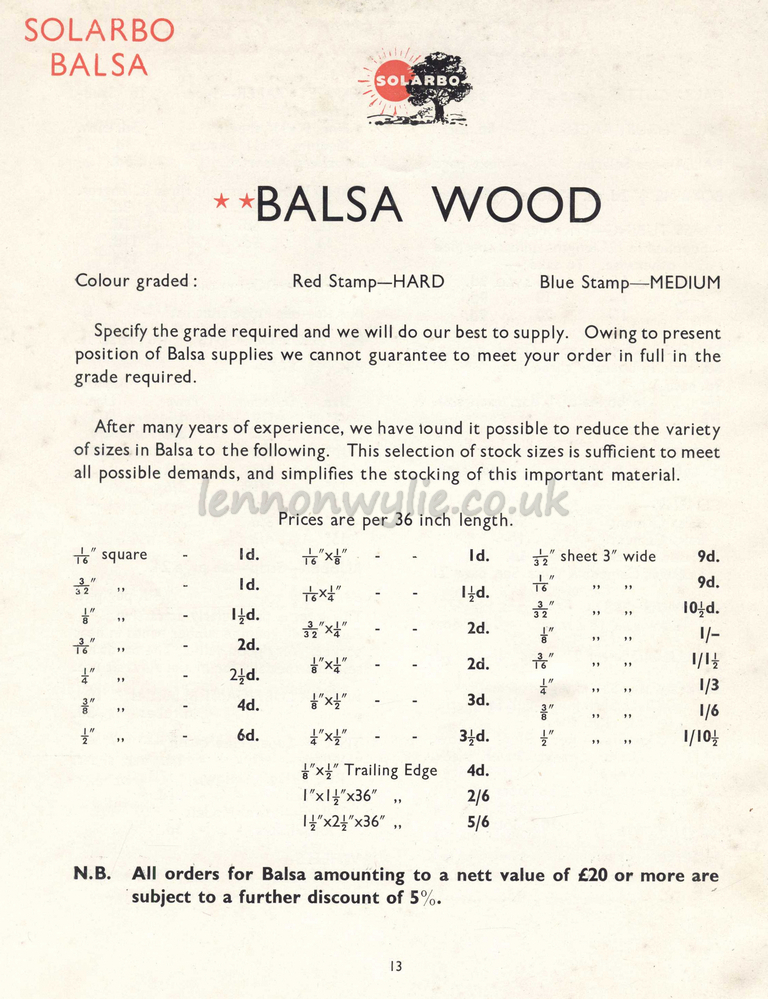 SOLARBO
BALSA
SOLARBO
★ ★BALSA WOOD
Colour graded : Red Stamp—HARD Blue Stamp—MEDIUM
Specify the grade required and we will do our best to supply. Owing to present
position of Balsa supplies we cannot guarantee to meet your order in full in the
grade required.
After many years of experience, we have found it possible to reduce the variety
of sizes in Balsa to the following. This selection of stock sizes is sufficient to meet
all possible demands, and simplifies the stocking of this important material.
lennonwylie.co.uk
Prices are per 36 inch length.
1/16″ square - 1d.
3/32″ ,, - 1d.
1/8″ ,, - 1½d.
3/16″ ,, - 2d.
1/4″ ,, - 2½d.
3/8″ ,, - 4d.
1/2″ ,, - 6d.
1/16″x1/8″ - - 1d.
1/16x1/4″ - - 1½d.
3/32″x1/4″ - - 2d.
1/8″x1/4″ - - 2d.
1/8″x1/2″ - - 3d.
1/4″x1/2″ - - 3½d.
1/8″x1/2″ Trailing Edge 4d.
1″x1½″x36″ ,, 2/6
1½″x2½″x36″ ,, 5/6
1/32″ sheet 3″ wide 9d.
1/16″ ,, ,, 9d.
3/32″ ,, ,, 10½d.
1/8″ ,, ,, 1/-
3/16″ ,, ,, 1/1½
1/4″ ,, ,, 1/3
3/8″ ,, ,, 1/6
1/2″ ,, ,, 1/10½
N.B. All orders for Balsa amounting to a nett value of £20 or more are
subject to a further discount of 5%.
13